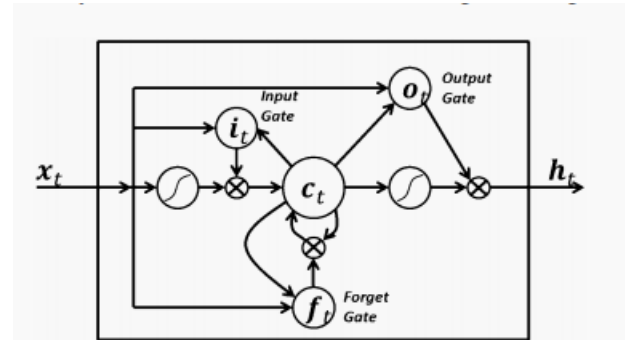 Input
Gate
i_t
o_t
Output
Gate
x_t
c_t
h_t
f_t
Forget
Gate